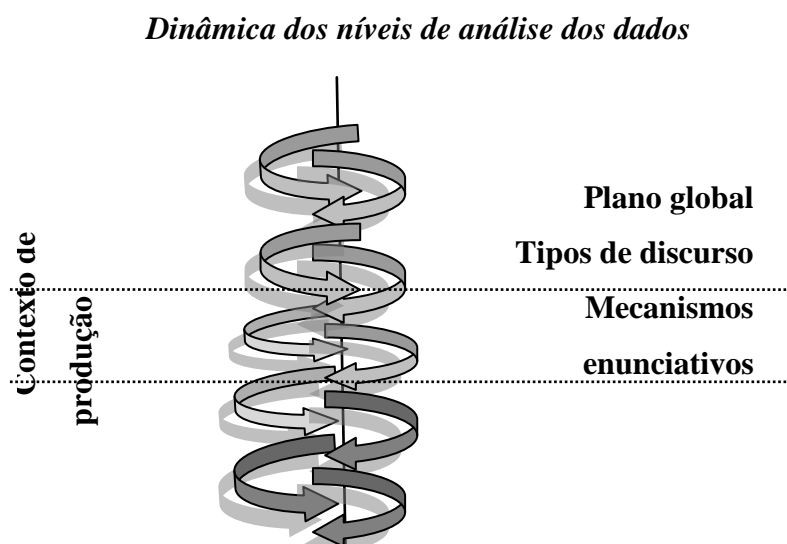 Dinâmica dos níveis de análise dos dados
Contexto de
produção
Plano global
Tipos de discurso
Mecanismos
enunciativos